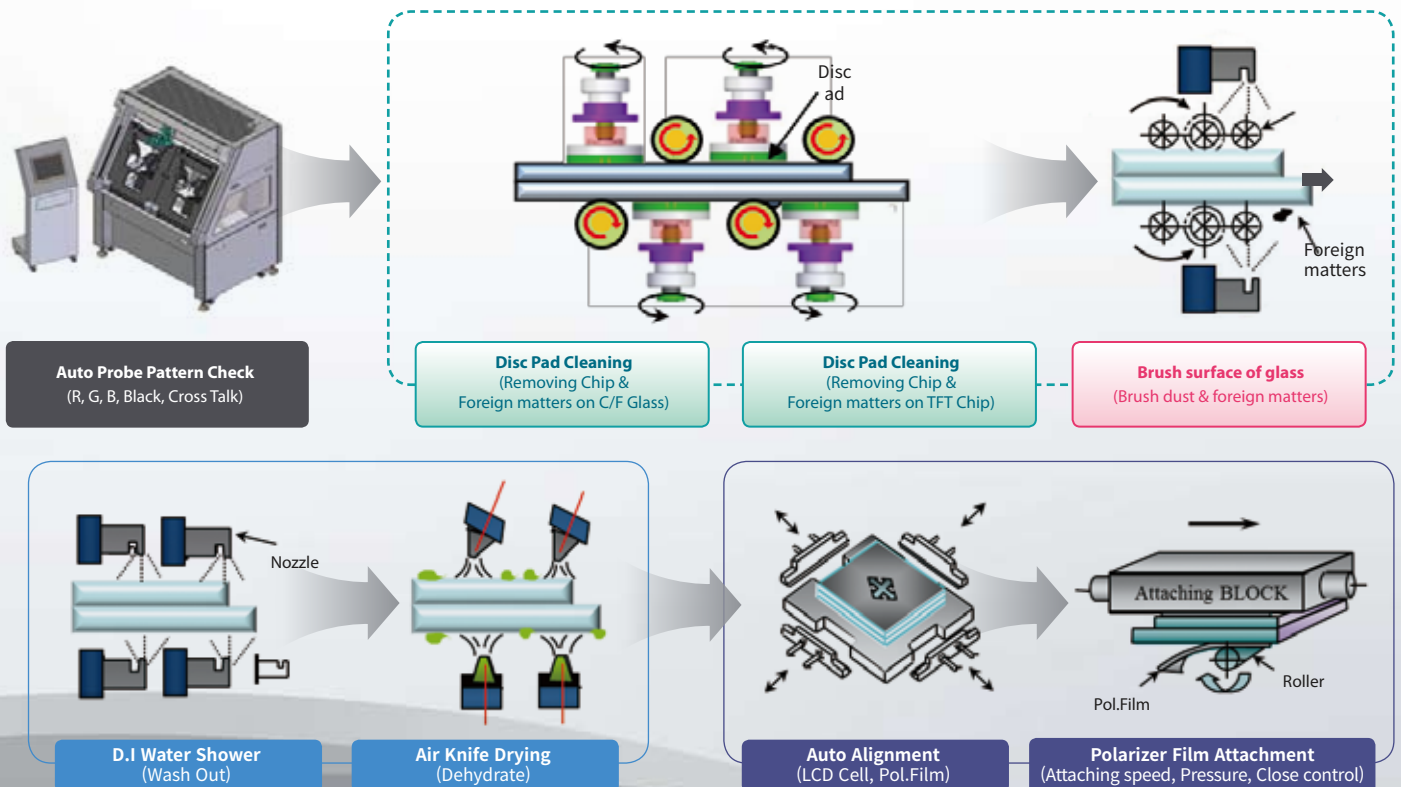 Disc
ad
Foreign
matters
Auto Probe Pattern Check
(R, G, B, Black, Cross Talk)
Disc Pad Cleaning
(Removing Chip &
Foreign matters on C/F Glass)
Disc Pad Cleaning
(Removing Chip &
Foreign matters on TFT Chip)
Brush surface of glass
(Brush dust & foreign matters)
Nozzle
Attaching BLOCK
Roller
Pol.Film
D.I Water Shower
(Wash Out)
Air Knife Drying
(Dehydrate)
Auto Alignment
(LCD Cell, Pol.Film)
Polarizer Film Attachment
(Attaching speed, Pressure, Close control)